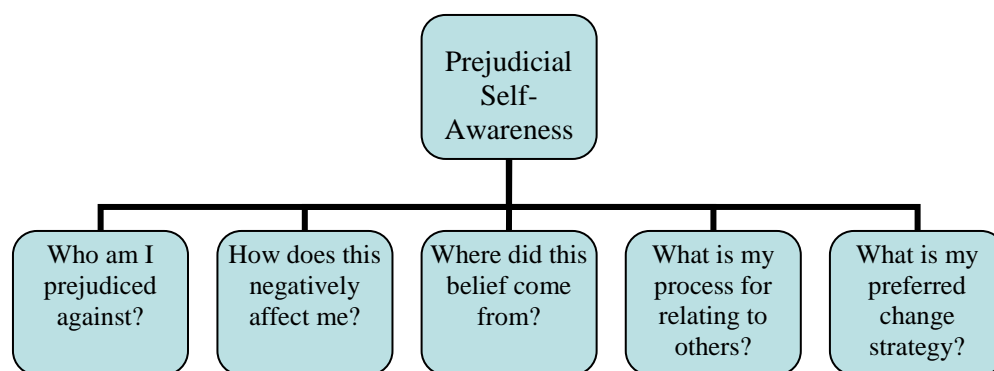 Prejudicial
Self-
Awareness
Who am I
prejudiced
against?
How does this
negatively
affect me?
Where did this
belief come
from?
What is my
process for
relating to
others?
What is my
preferred
change
strategy?